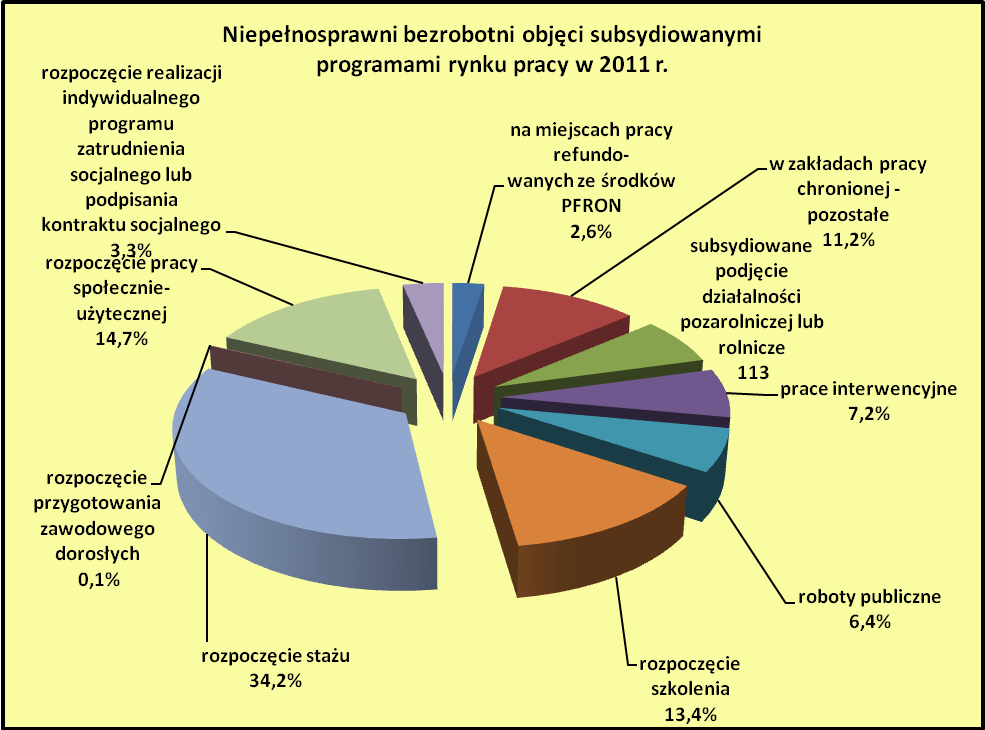 Niepełnosprawni bezrobotni objęci subsydiowanymi
programami rynku pracy w 2011 r.
rozpoczęcie realizacji
indywidualnego
programu
zatrudnienia
socjalnego lub
podpisania
kontraktu socjalnego
3,3%
na miejscach pracy
refundo-
wanych ze środków
PFRON
2,6%
w zakładach pracy
chronionej -
pozostałe
11,2%
subsydiowane
podjęcie
działalności
pozarolniczej lub
rolnicze
113
prace interwencyjne
7,2%
roboty publiczne
6,4%
rozpoczęcie
szkolenia
13,4%
rozpoczęcie stażu
34,2%
rozpoczęcie
przygotowania
zawodowego
dorosłych
0,1%
rozpoczęcie pracy
społecznie-
użytecznej
14,7%